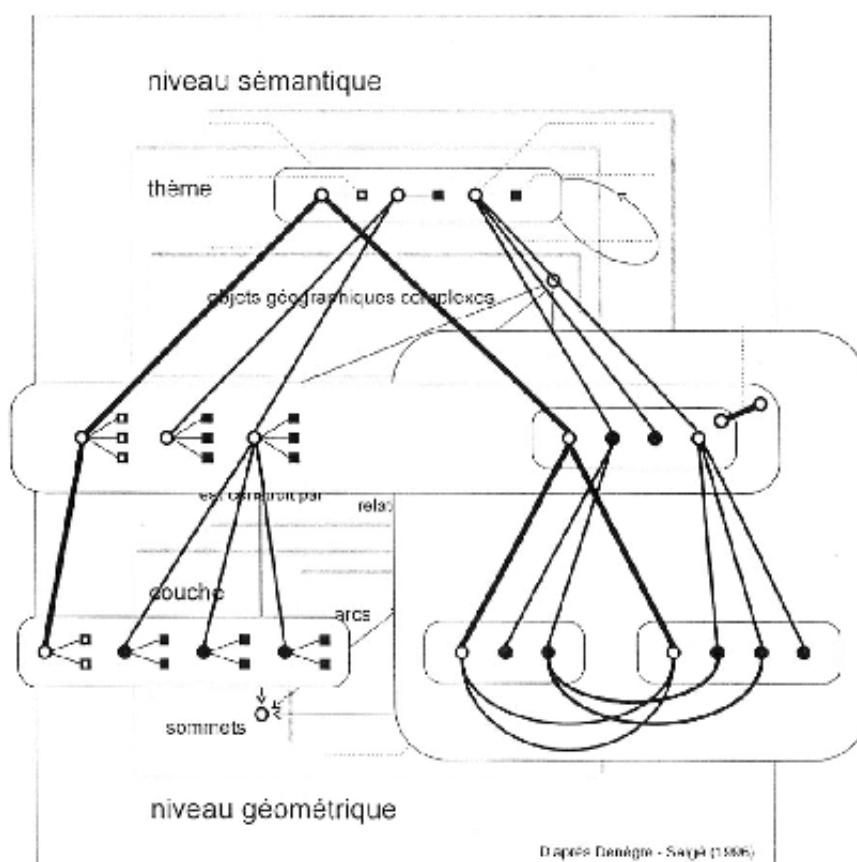 niveau sémantique
thème
objets géographiques complexes
est construit par
relat
couche
arcs
sommets
niveau géométrique
D'après Denègre - Salgé (1996)